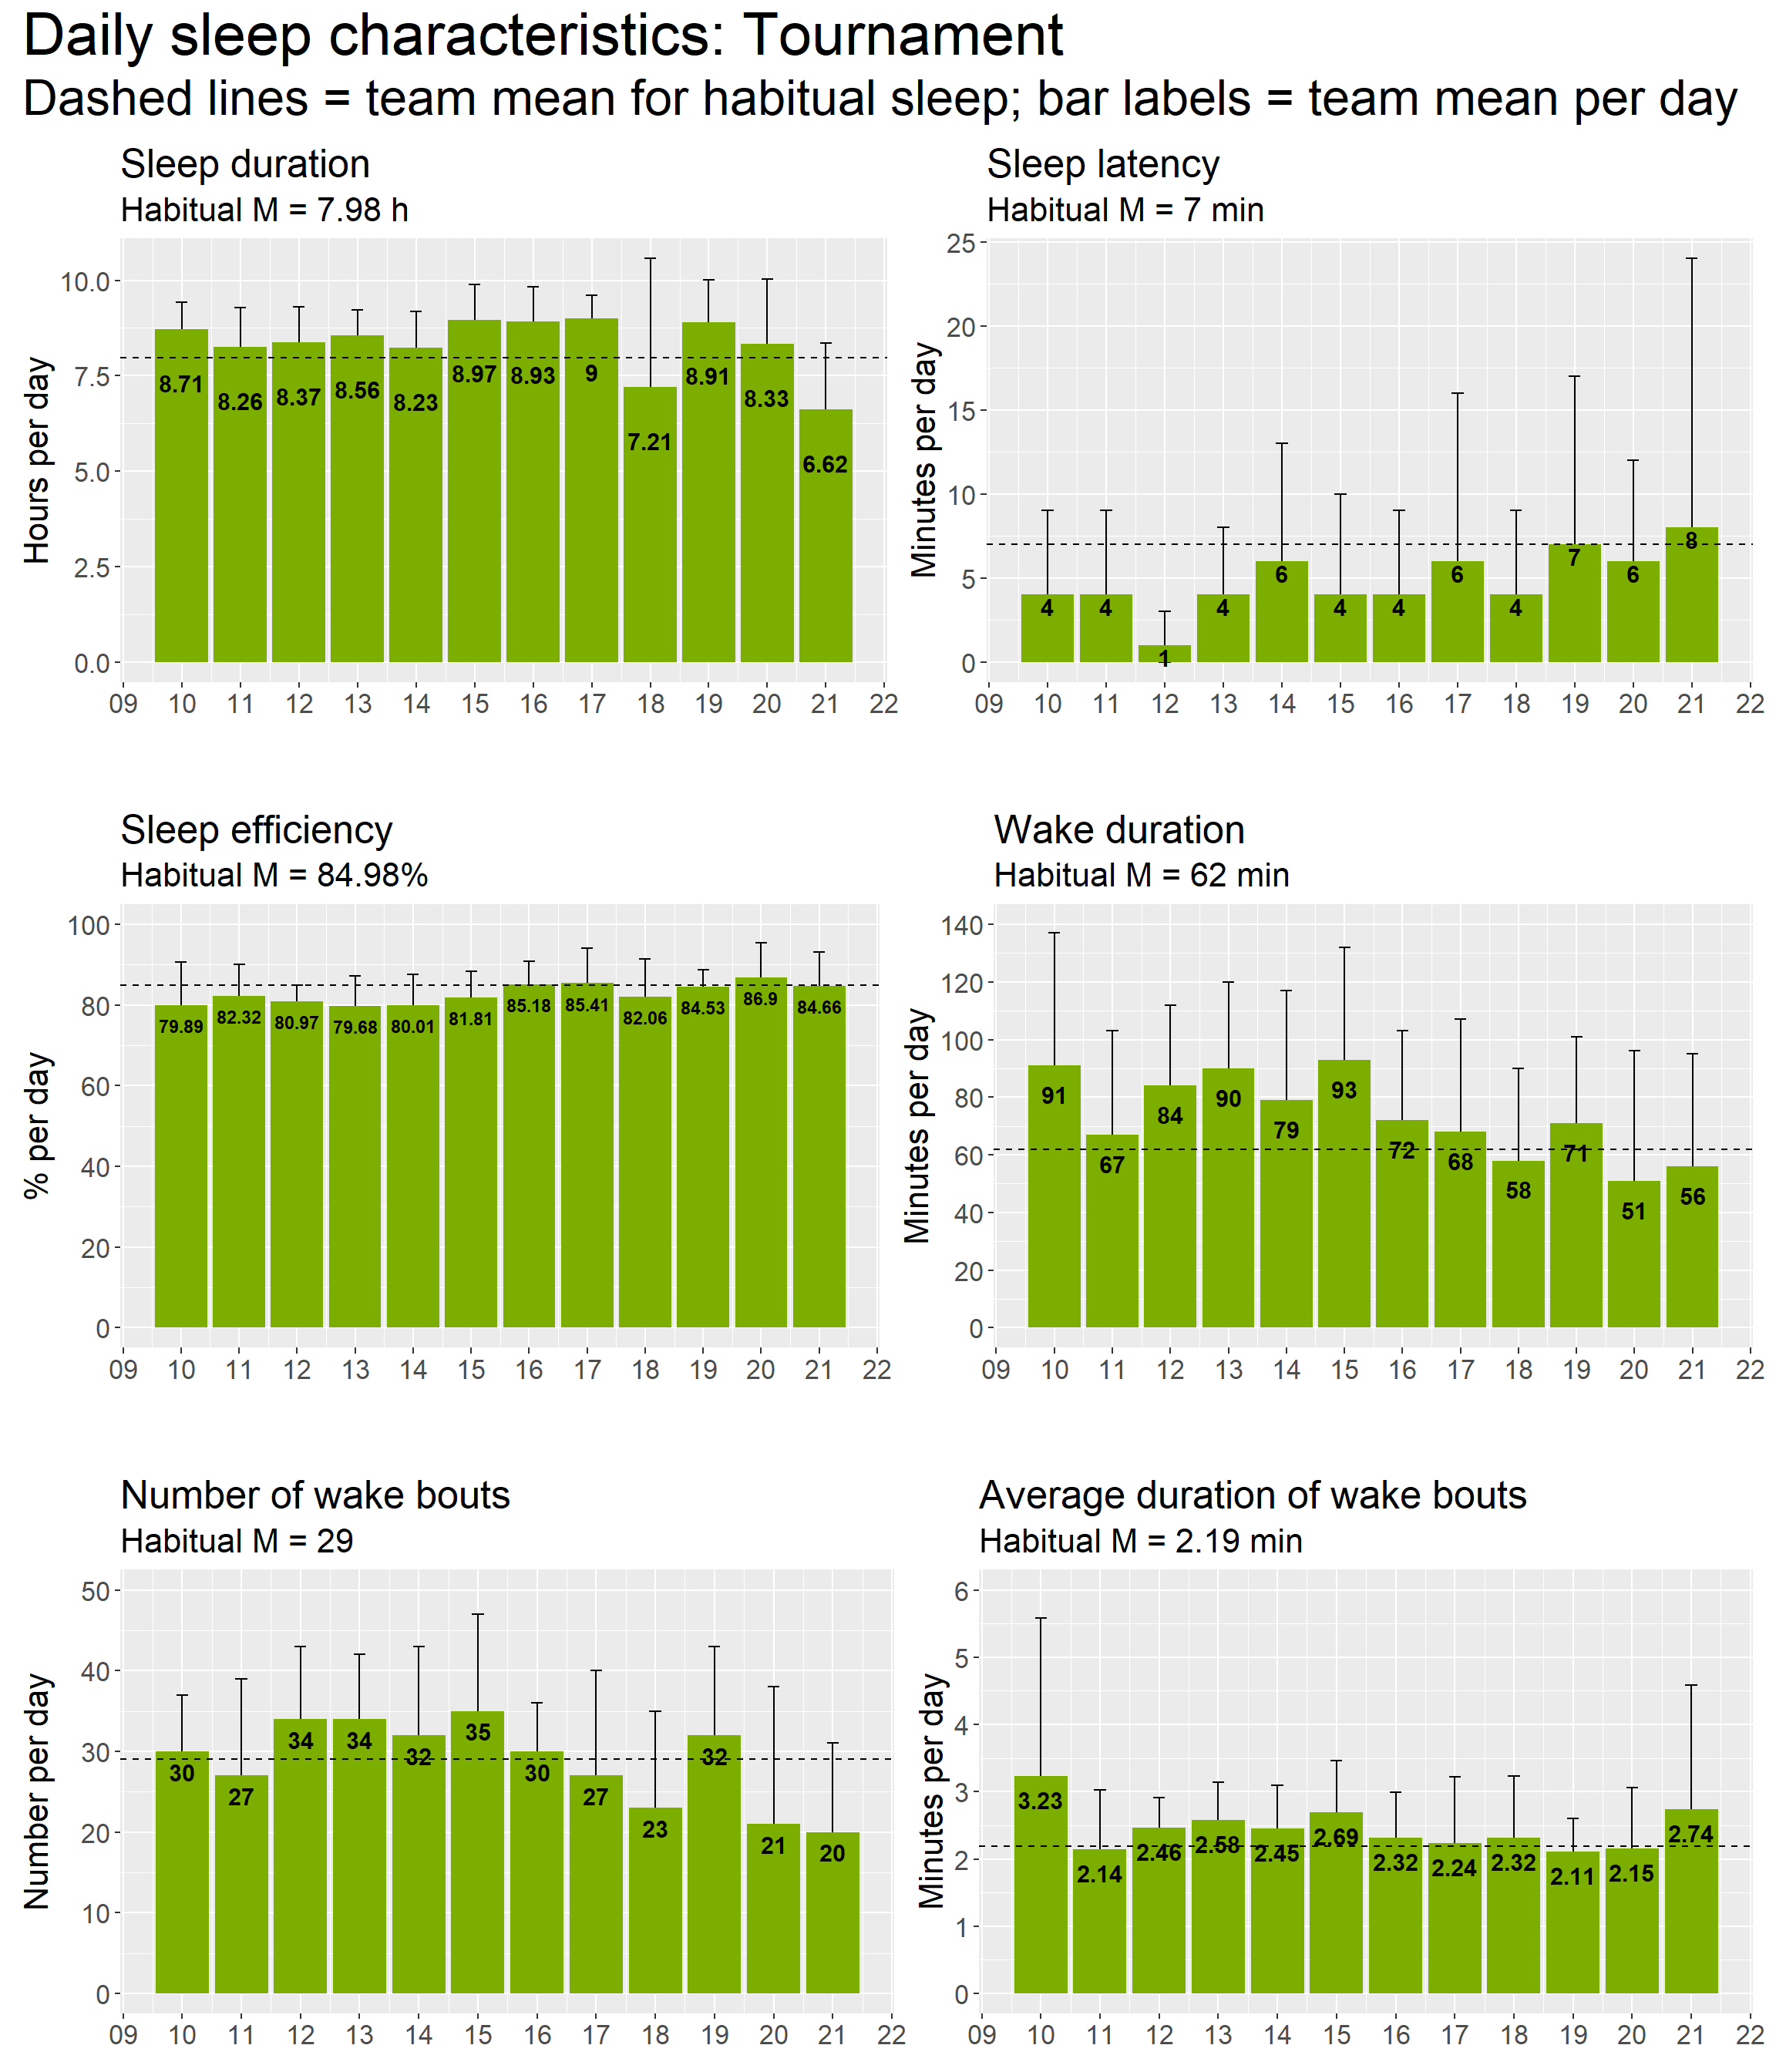 Daily sleep characteristics: Tournament
Dashed lines = team mean for habitual sleep; bar labels = team mean per day
Sleep duration
Habitual M = 7.98 h
Hours per day
10.0
7.5
5.0
2.5
0.0
8.71 8.26 8.37 8.56 8.23 8.97 8.93 9 7.21 8.91 8.33 6.62
09 10 11 12 13 14 15 16 17 18 19 20 21 22
Sleep latency
Habitual M = 7 min
Minutes per day
25
20
15
10
5
0
4 4 1 4 6 4 4 6 4 7 6 8
09 10 11 12 13 14 15 16 17 18 19 20 21 22
Sleep efficiency
Habitual M = 84.98%
% per day
100
80
60
40
20
0
79.89 82.32 80.97 79.68 80.01 81.81 85.18 85.41 82.06 84.53 86.9 84.66
09 10 11 12 13 14 15 16 17 18 19 20 21 22
Wake duration
Habitual M = 62 min
Minutes per day
140
120
100
80
60
40
20
0
91 67 84 90 79 93 72 68 58 71 51 56
09 10 11 12 13 14 15 16 17 18 19 20 21 22
Number of wake bouts
Habitual M = 29
Number per day
50
40
30
20
10
0
30 27 34 34 32 35 30 27 23 32 21 20
09 10 11 12 13 14 15 16 17 18 19 20 21 22
Average duration of wake bouts
Habitual M = 2.19 min
Minutes per day
6
5
4
3
2
1
0
3.23 2.14 2.46 2.58 2.45 2.69 2.32 2.24 2.32 2.11 2.15 2.74
09 10 11 12 13 14 15 16 17 18 19 20 21 22